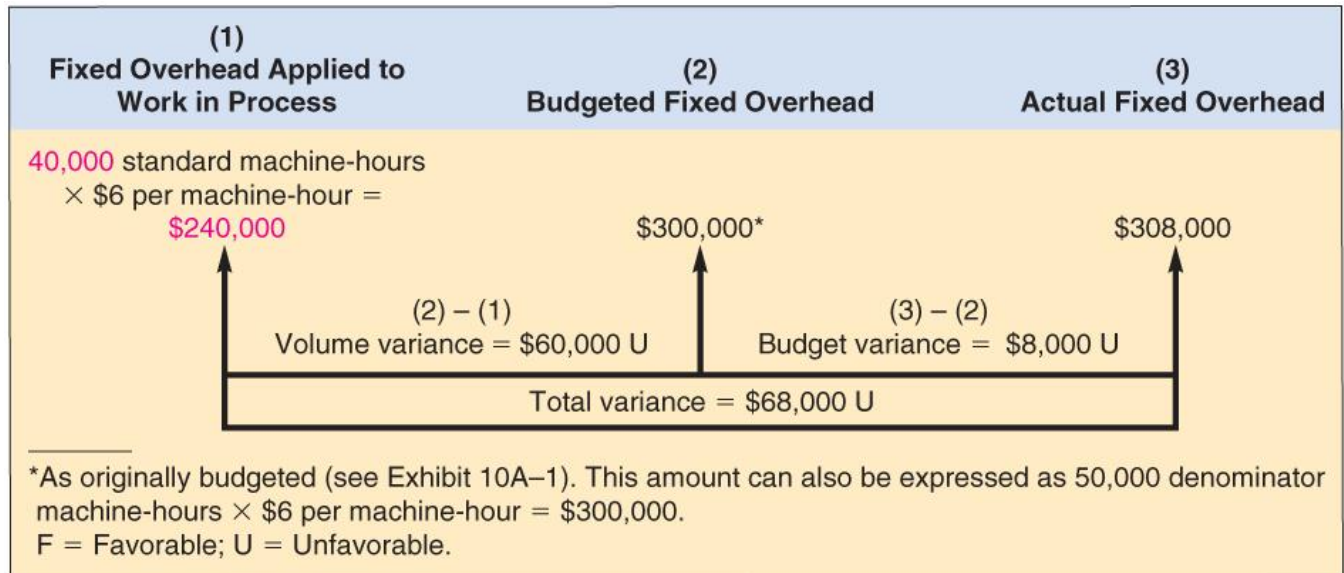 (1)
Fixed Overhead Applied to
Work in Process
(2)
Budgeted Fixed Overhead
(3)
Actual Fixed Overhead
40,000 standard machine-hours
× $6 per machine-hour =
$240,000
$300,000*
$308,000
(2) – (1)
Volume variance = $60,000 U
(3) – (2)
Budget variance = $8,000 U
Total variance = $68,000 U
*As originally budgeted (see Exhibit 10A–1). This amount can also be expressed as 50,000 denominator
machine-hours × $6 per machine-hour = $300,000.
F = Favorable; U = Unfavorable.